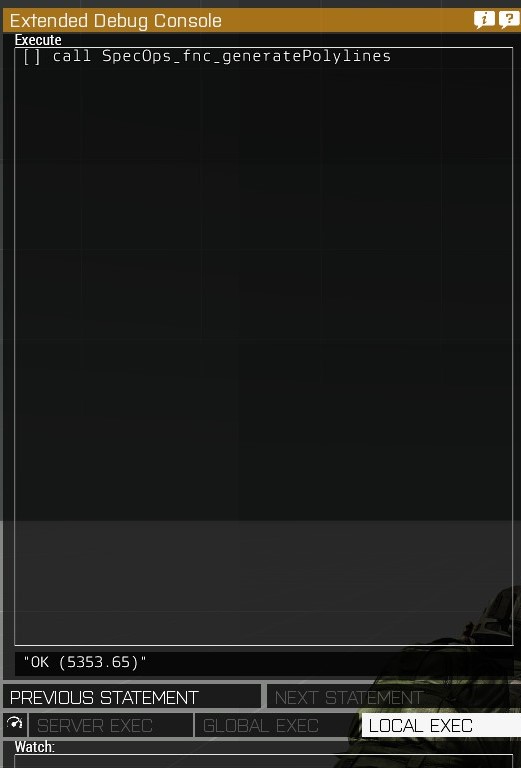 Extended Debug Console
Execute
[] call SpecOps_fnc_generatePolylines
"OK (5353.65)"
PREVIOUS STATEMENT
NEXT STATEMENT
SERVER EXEC
GLOBAL EXEC
LOCAL EXEC
Watch: